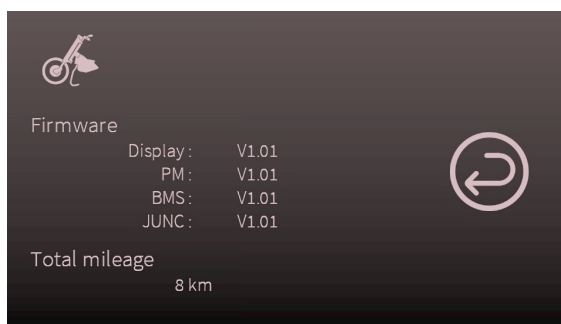 Firmware
Display : V1.01
PM : V1.01
BMS : V1.01
JUNC : V1.01
Total mileage
8 km